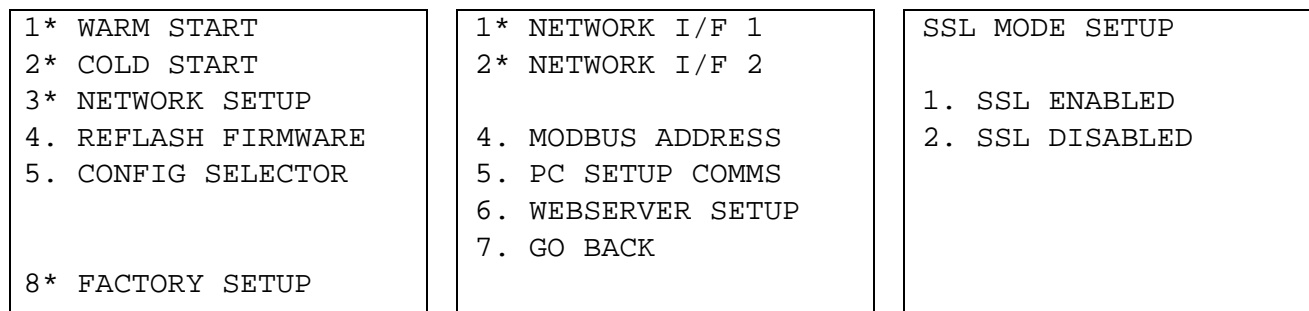 1* WARM START
2* COLD START
3* NETWORK SETUP
4. REFLASH FIRMWARE
5. CONFIG SELECTOR
8* FACTORY SETUP
1* NETWORK I/F 1
2* NETWORK I/F 2
4. MODBUS ADDRESS
5. PC SETUP COMMS
6. WEBSERVER SETUP
7. GO BACK
SSL MODE SETUP
1. SSL ENABLED
2. SSL DISABLED